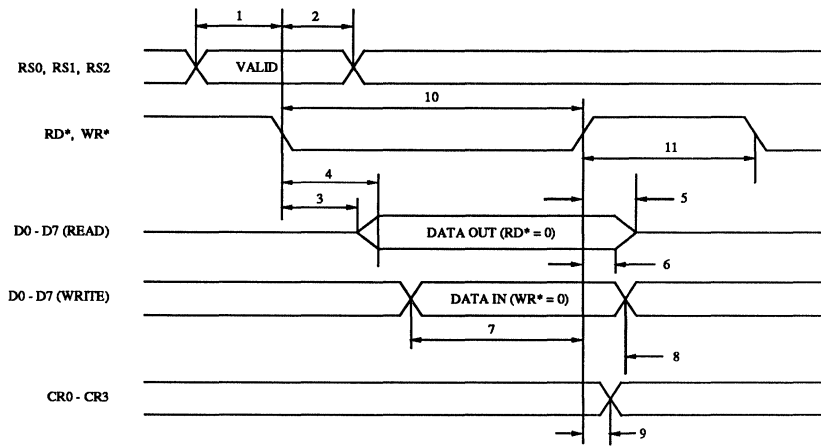 1
2
RS0, RS1, RS2
VALID
10
RD*, WR*
11
4
3
5
D0 - D7 (READ)
DATA OUT (RD* = 0)
6
D0 - D7 (WRITE)
DATA IN (WR* = 0)
7
8
CR0 - CR3
9